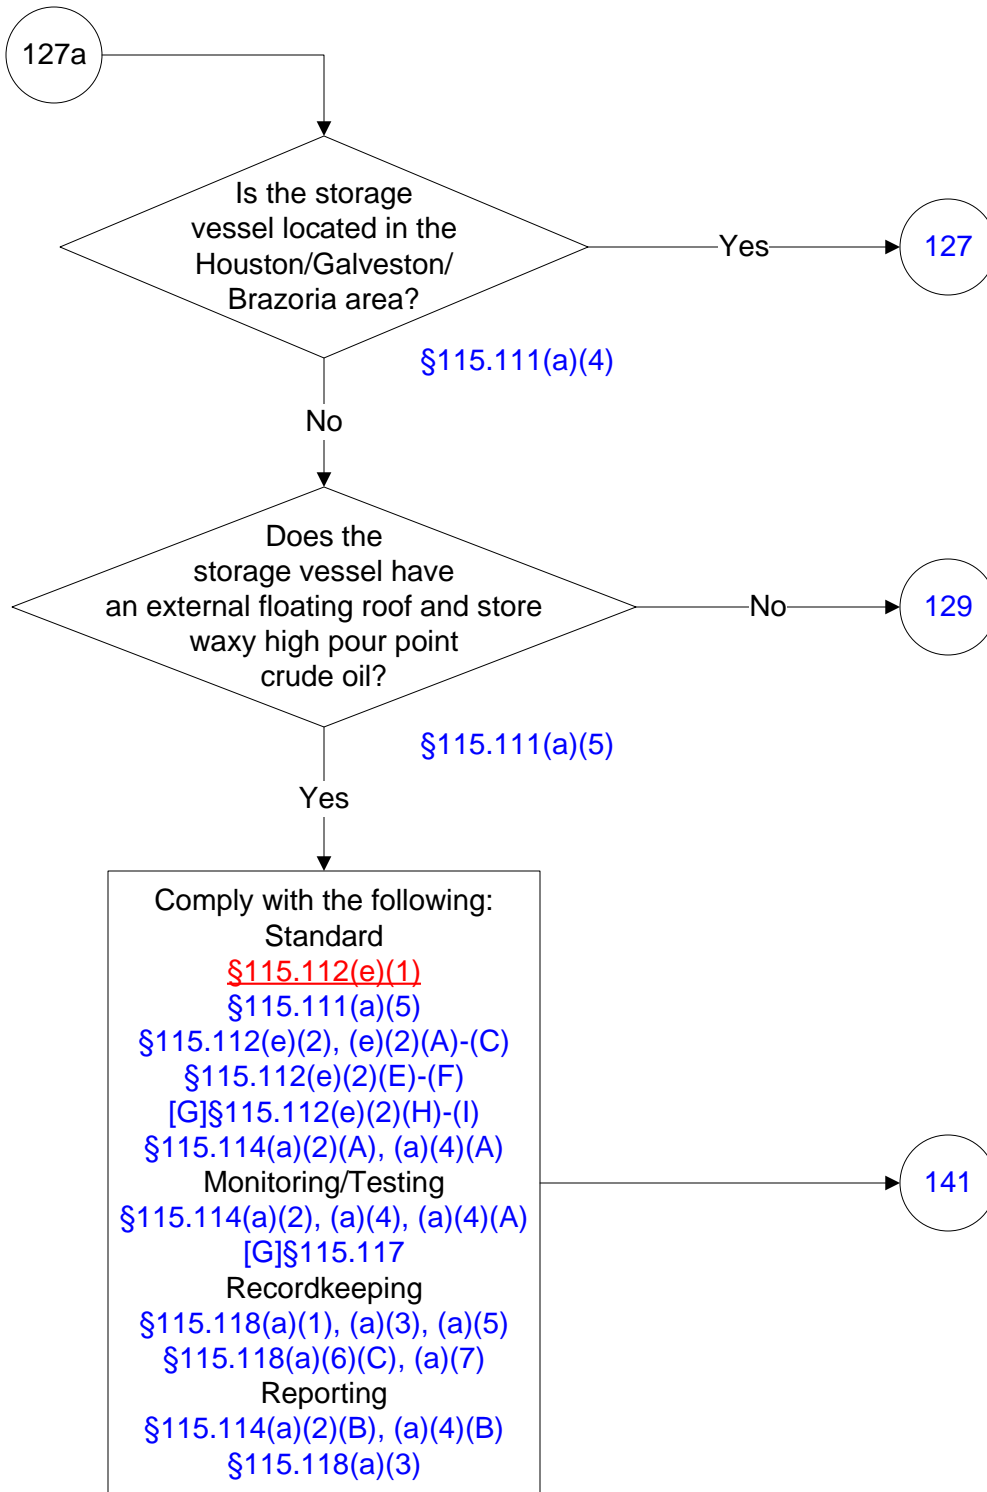 127a
Is the storage
vessel located in the
Houston/Galveston/
Brazoria area?
Yes
127
§115.111(a)(4)
No
Does the
storage vessel have
an external floating roof and store
waxy high pour point
crude oil?
No
129
§115.111(a)(5)
Yes
Comply with the following:
Standard
§115.112(e)(1)
§115.111(a)(5)
§115.112(e)(2), (e)(2)(A)-(C)
§115.112(e)(2)(E)-(F)
[G]§115.112(e)(2)(H)-(I)
§115.114(a)(2)(A), (a)(4)(A)
Monitoring/Testing
§115.114(a)(2), (a)(4), (a)(4)(A)
[G]§115.117
Recordkeeping
§115.118(a)(1), (a)(3), (a)(5)
§115.118(a)(6)(C), (a)(7)
Reporting
§115.114(a)(2)(B), (a)(4)(B)
§115.118(a)(3)
141